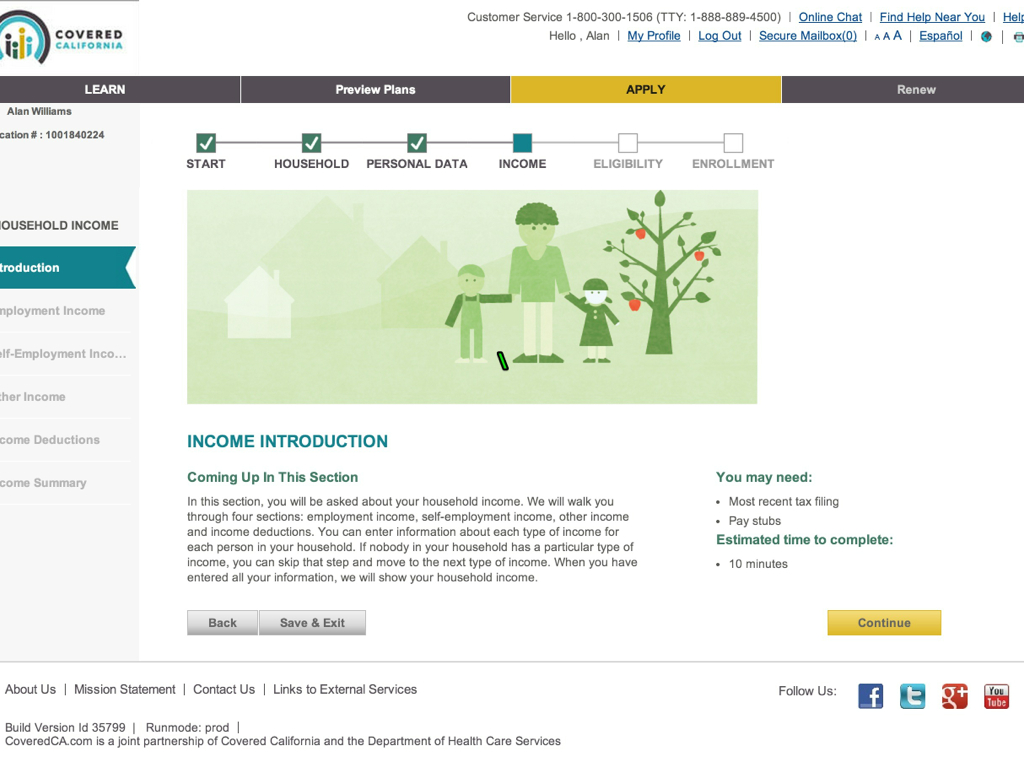 Customer Service 1-800-300-1506 (TTY: 1-888-889-4500) | Online Chat | Find Help Near You | Help
COVERED
CALIFORNIA
Hello , Alan | My Profile | Log Out | Secure Mailbox(0) | A A A | Español |
LEARN Preview Plans APPLY Renew
Alan Williams
cation # : 1001840224
START HOUSEHOLD PERSONAL DATA INCOME ELIGIBILITY ENROLLMENT
OUSEHOLD INCOME
troduction
mployment Income
elf-Employment Inco...
ther Income
come Deductions
come Summary
INCOME INTRODUCTION
Coming Up In This Section
In this section, you will be asked about your household income. We will walk you
through four sections: employment income, self-employment income, other income
and income deductions. You can enter information about each type of income for
each person in your household. If nobody in your household has a particular type of
income, you can skip that step and move to the next type of income. When you have
entered all your information, we will show your household income.
You may need:
• Most recent tax filing
• Pay stubs
Estimated time to complete:
• 10 minutes
Back Save & Exit Continue
About Us | Mission Statement | Contact Us | Links to External Services
Follow Us: f t g+ You Tube
Build Version Id 35799 | Runmode: prod |
CoveredCA.com is a joint partnership of Covered California and the Department of Health Care Services